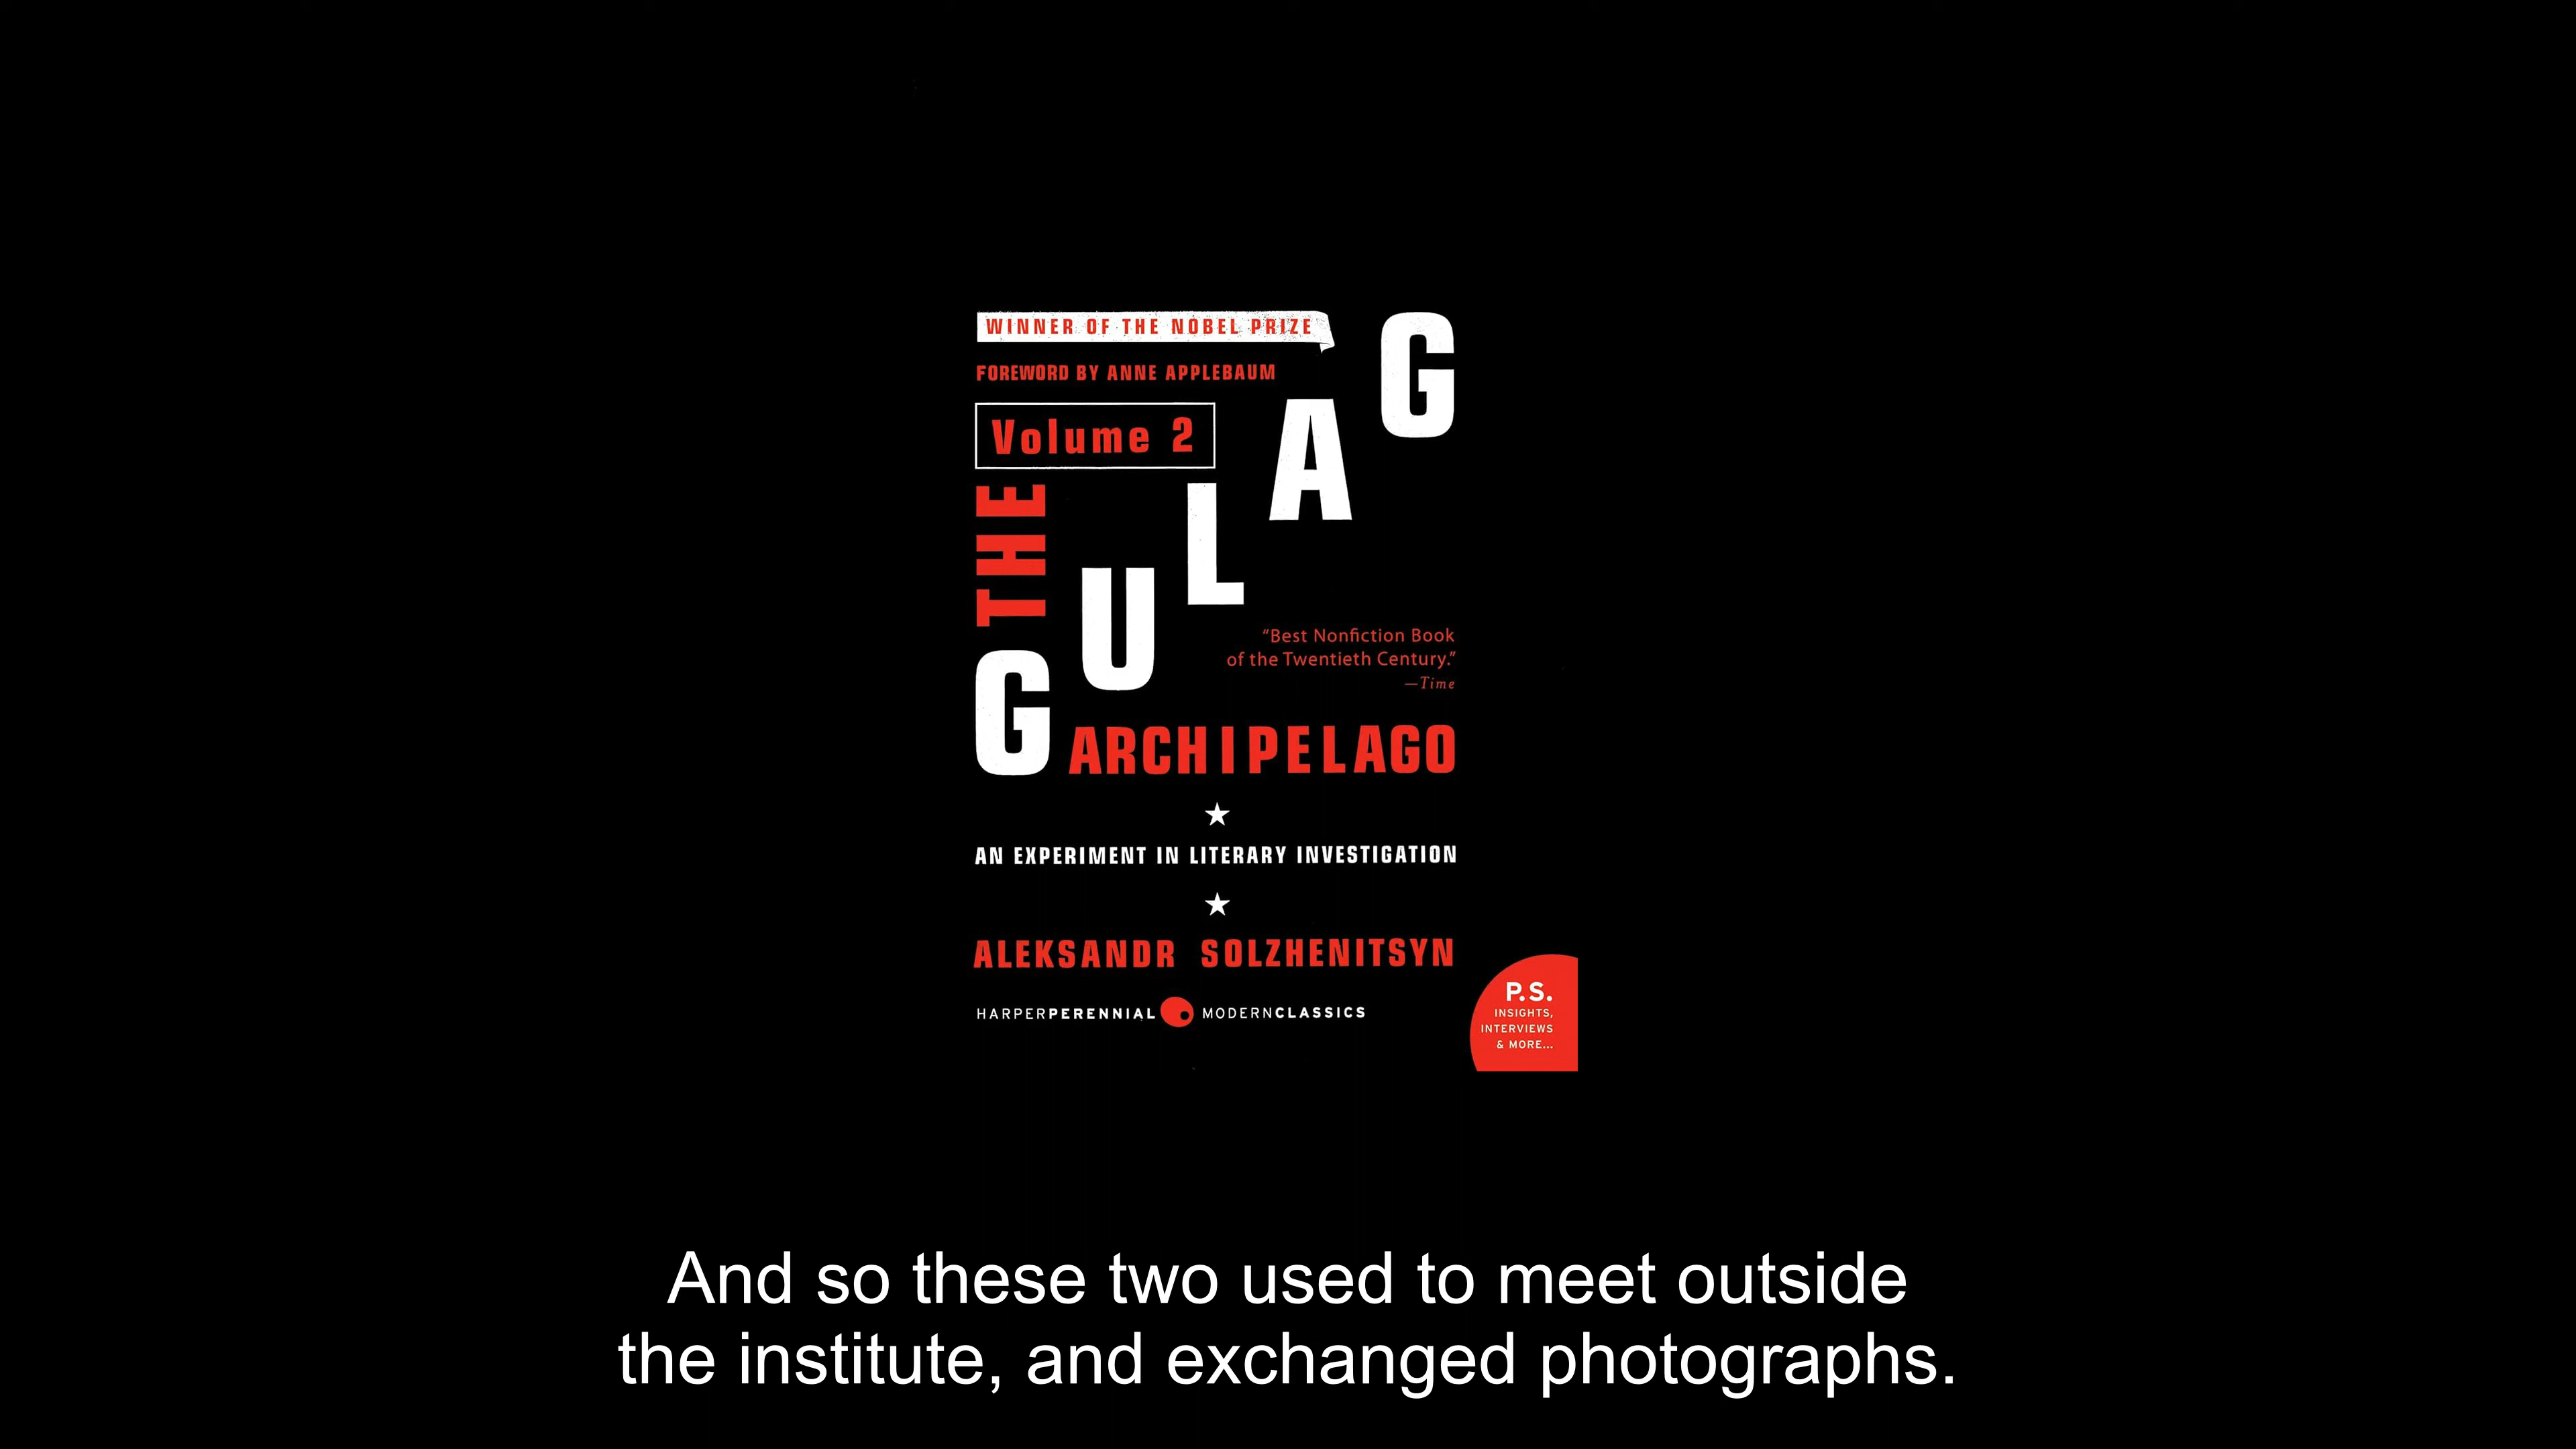 WINNER OF THE NOBEL PRIZE
FOREWORD BY ANNE APPLEBAUM
Volume 2
THE
GULAG
ARCHIPELAGO
“Best Nonfiction Book
of the Twentieth Century.”
—Time
AN EXPERIMENT IN LITERARY INVESTIGATION
ALEKSANDR SOLZHENITSYN
HARPERPERENNIAL MODERNCLASSICS
P.S.
INSIGHTS,
INTERVIEWS
& MORE...
And so these two used to meet outside
the institute, and exchanged photographs.